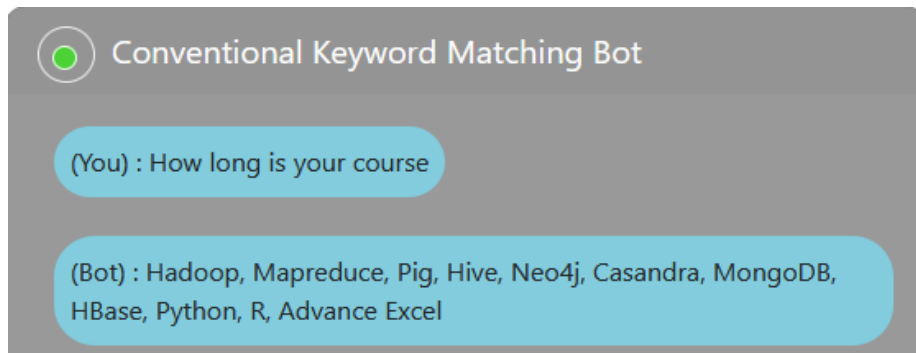 Conventional Keyword Matching Bot
(You) : How long is your course
(Bot) : Hadoop, Mapreduce, Pig, Hive, Neo4j, Casandra, MongoDB,
HBase, Python, R, Advance Excel